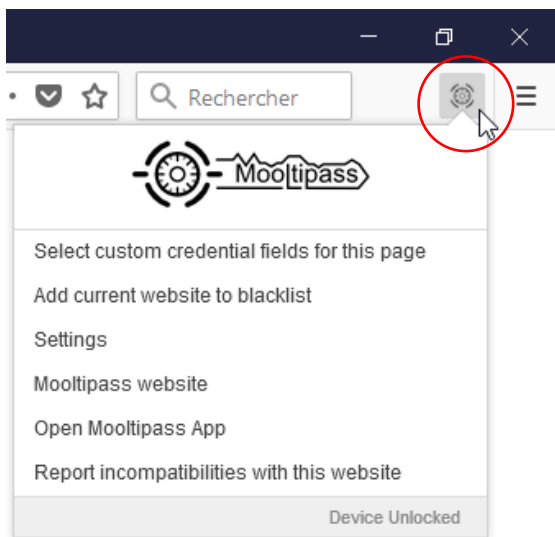 Rechercher
Mooltipass
Select custom credential fields for this page
Add current website to blacklist
Settings
Mooltipass website
Open Mooltipass App
Report incompatibilities with this website
Device Unlocked